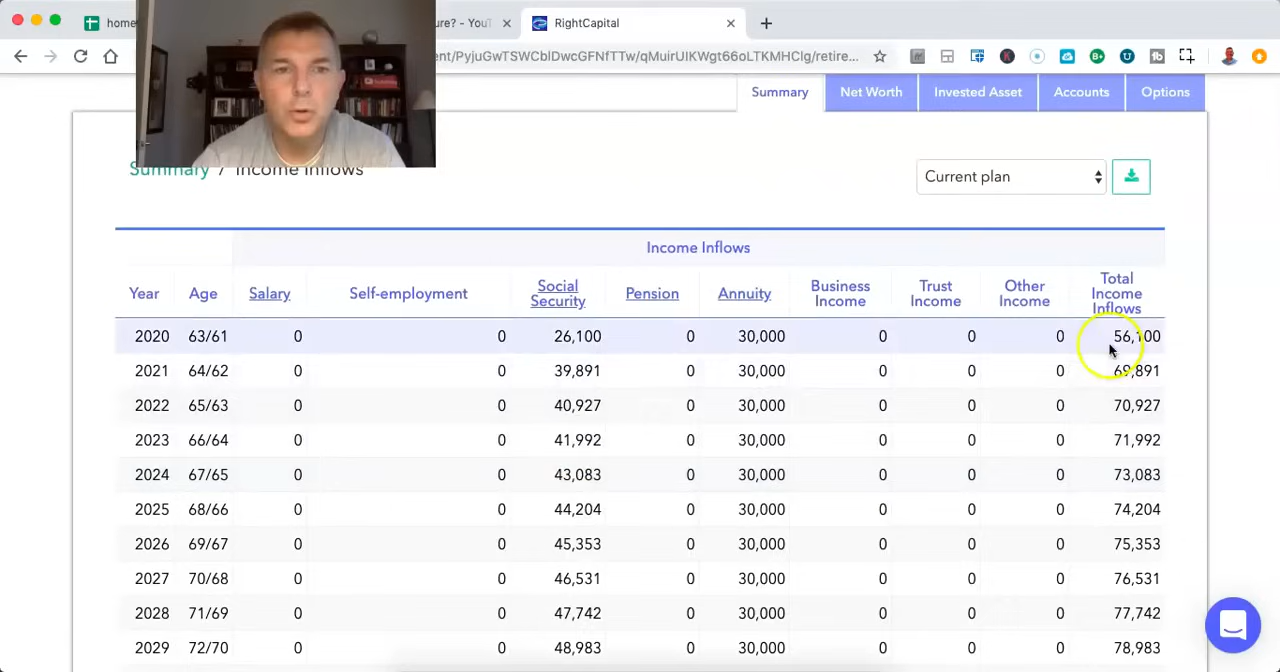 home
ure? - YouT
RightCapital
ent/PyjuGwTSWCblDwcGFNfTTw/qMuirUIKWgt66oLTKMHClg/retire...
Summary Net Worth Invested Asset Accounts Options
Summary / Income Inflows
Current plan
Income Inflows
Year Age Salary Self-employment Social Security Pension Annuity Business Income Trust Income Other Income Total Income Inflows
2020 63/61 0 0 26,100 0 30,000 0 0 0 56,100
2021 64/62 0 0 39,891 0 30,000 0 0 0 69,891
2022 65/63 0 0 40,927 0 30,000 0 0 0 70,927
2023 66/64 0 0 41,992 0 30,000 0 0 0 71,992
2024 67/65 0 0 43,083 0 30,000 0 0 0 73,083
2025 68/66 0 0 44,204 0 30,000 0 0 0 74,204
2026 69/67 0 0 45,353 0 30,000 0 0 0 75,353
2027 70/68 0 0 46,531 0 30,000 0 0 0 76,531
2028 71/69 0 0 47,742 0 30,000 0 0 0 77,742
2029 72/70 0 0 48,983 0 30,000 0 0 0 78,983